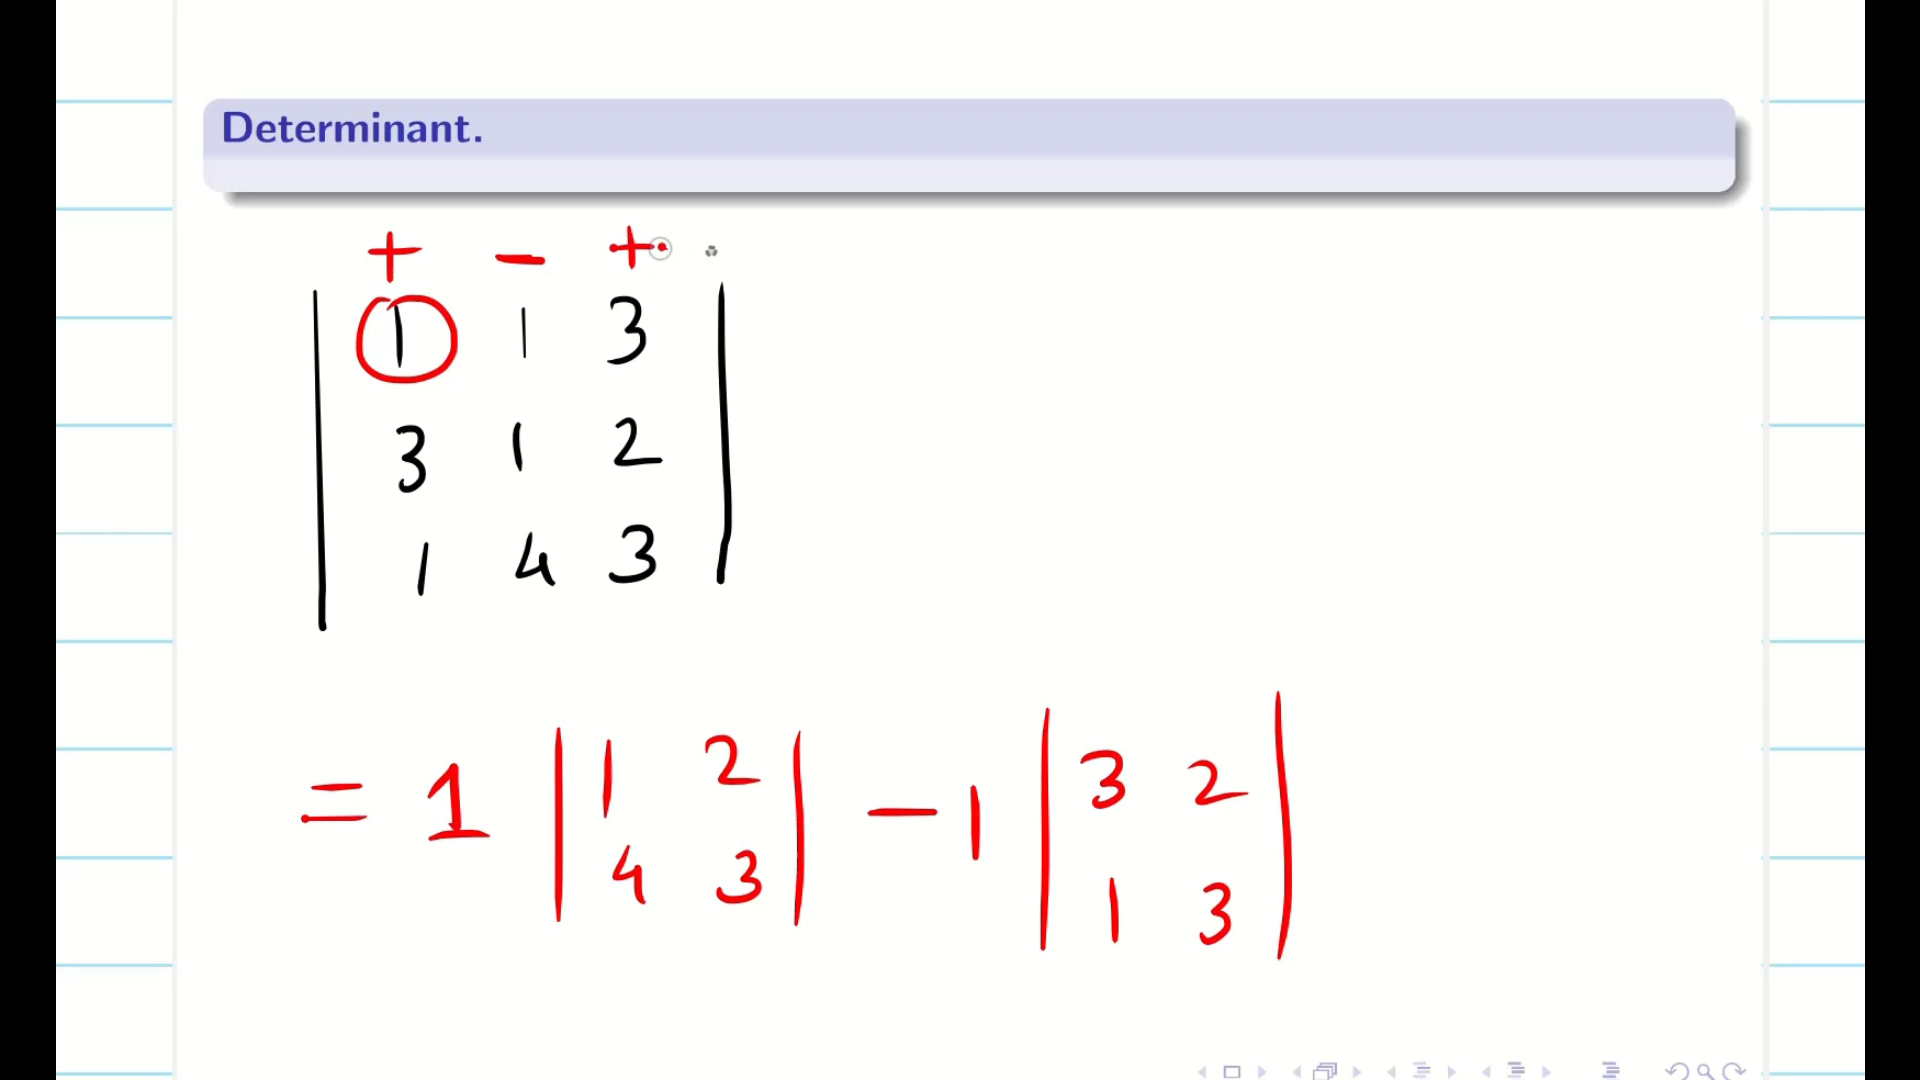 Determinant.
+ - +
| 1 1 3 |
| 3 1 2 |
| 1 4 3 |
= 1 | 1 2 | - 1 | 3 2 |
| 4 3 | | 1 3 |